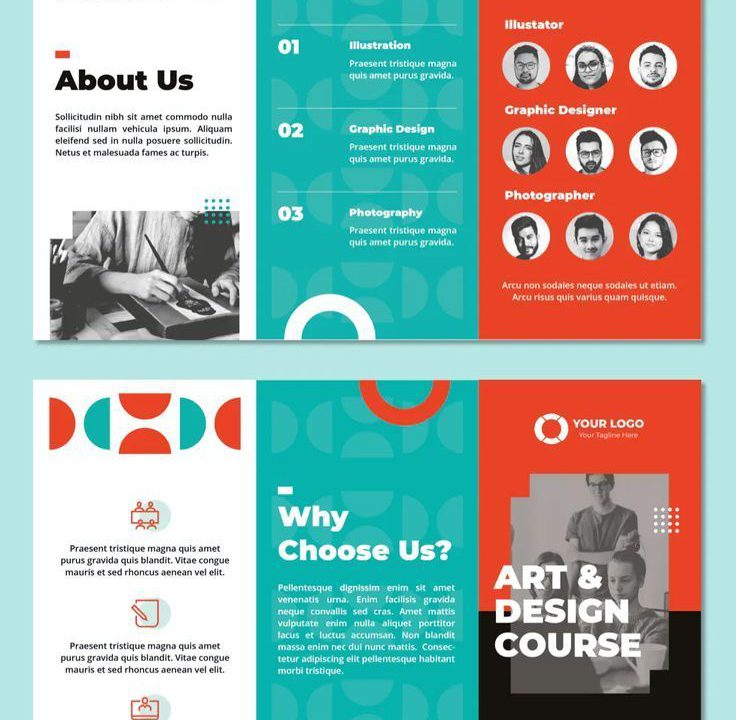 About Us
Sollicitudin nibh sit amet commodo nulla
facilisi nullam vehicula ipsum. Aliquam
eleifend sed in nulla posuere sollicitudin.
Netus et malesuada fames ac turpis.
01
Illustration
Praesent tristique magna
quis amet purus gravida.
02
Graphic Design
Praesent tristique magna
quis amet purus gravida.
03
Photography
Praesent tristique magna
quis amet purus gravida.
Illustator
Graphic Designer
Photographer
Arcu non sodales neque sodales ut etiam.
Arcu risus quis varius quam quisque.
Praesent tristique magna quis amet
purus gravida quis blandit. Vitae congue
mauris et sed rhoncus aenean vel elit.
Praesent tristique magna quis amet
purus gravida quis blandit. Vitae congue
mauris et sed rhoncus aenean vel elit.
Why
Choose Us?
Pellentesque dignissim enim sit amet
venenatis urna. Enim facilisis gravida
neque convallis sed cras. Amet mattis
vulputate enim nulla aliquet porttitor
lacus et luctus accumsan. Non blandit
massa enim nec dui nunc mattis. Consec-
tetur adipiscing elit pellentesque habitant
morbi tristique.
YOUR LOGO
Your Tagline Here
ART &
DESIGN
COURSE